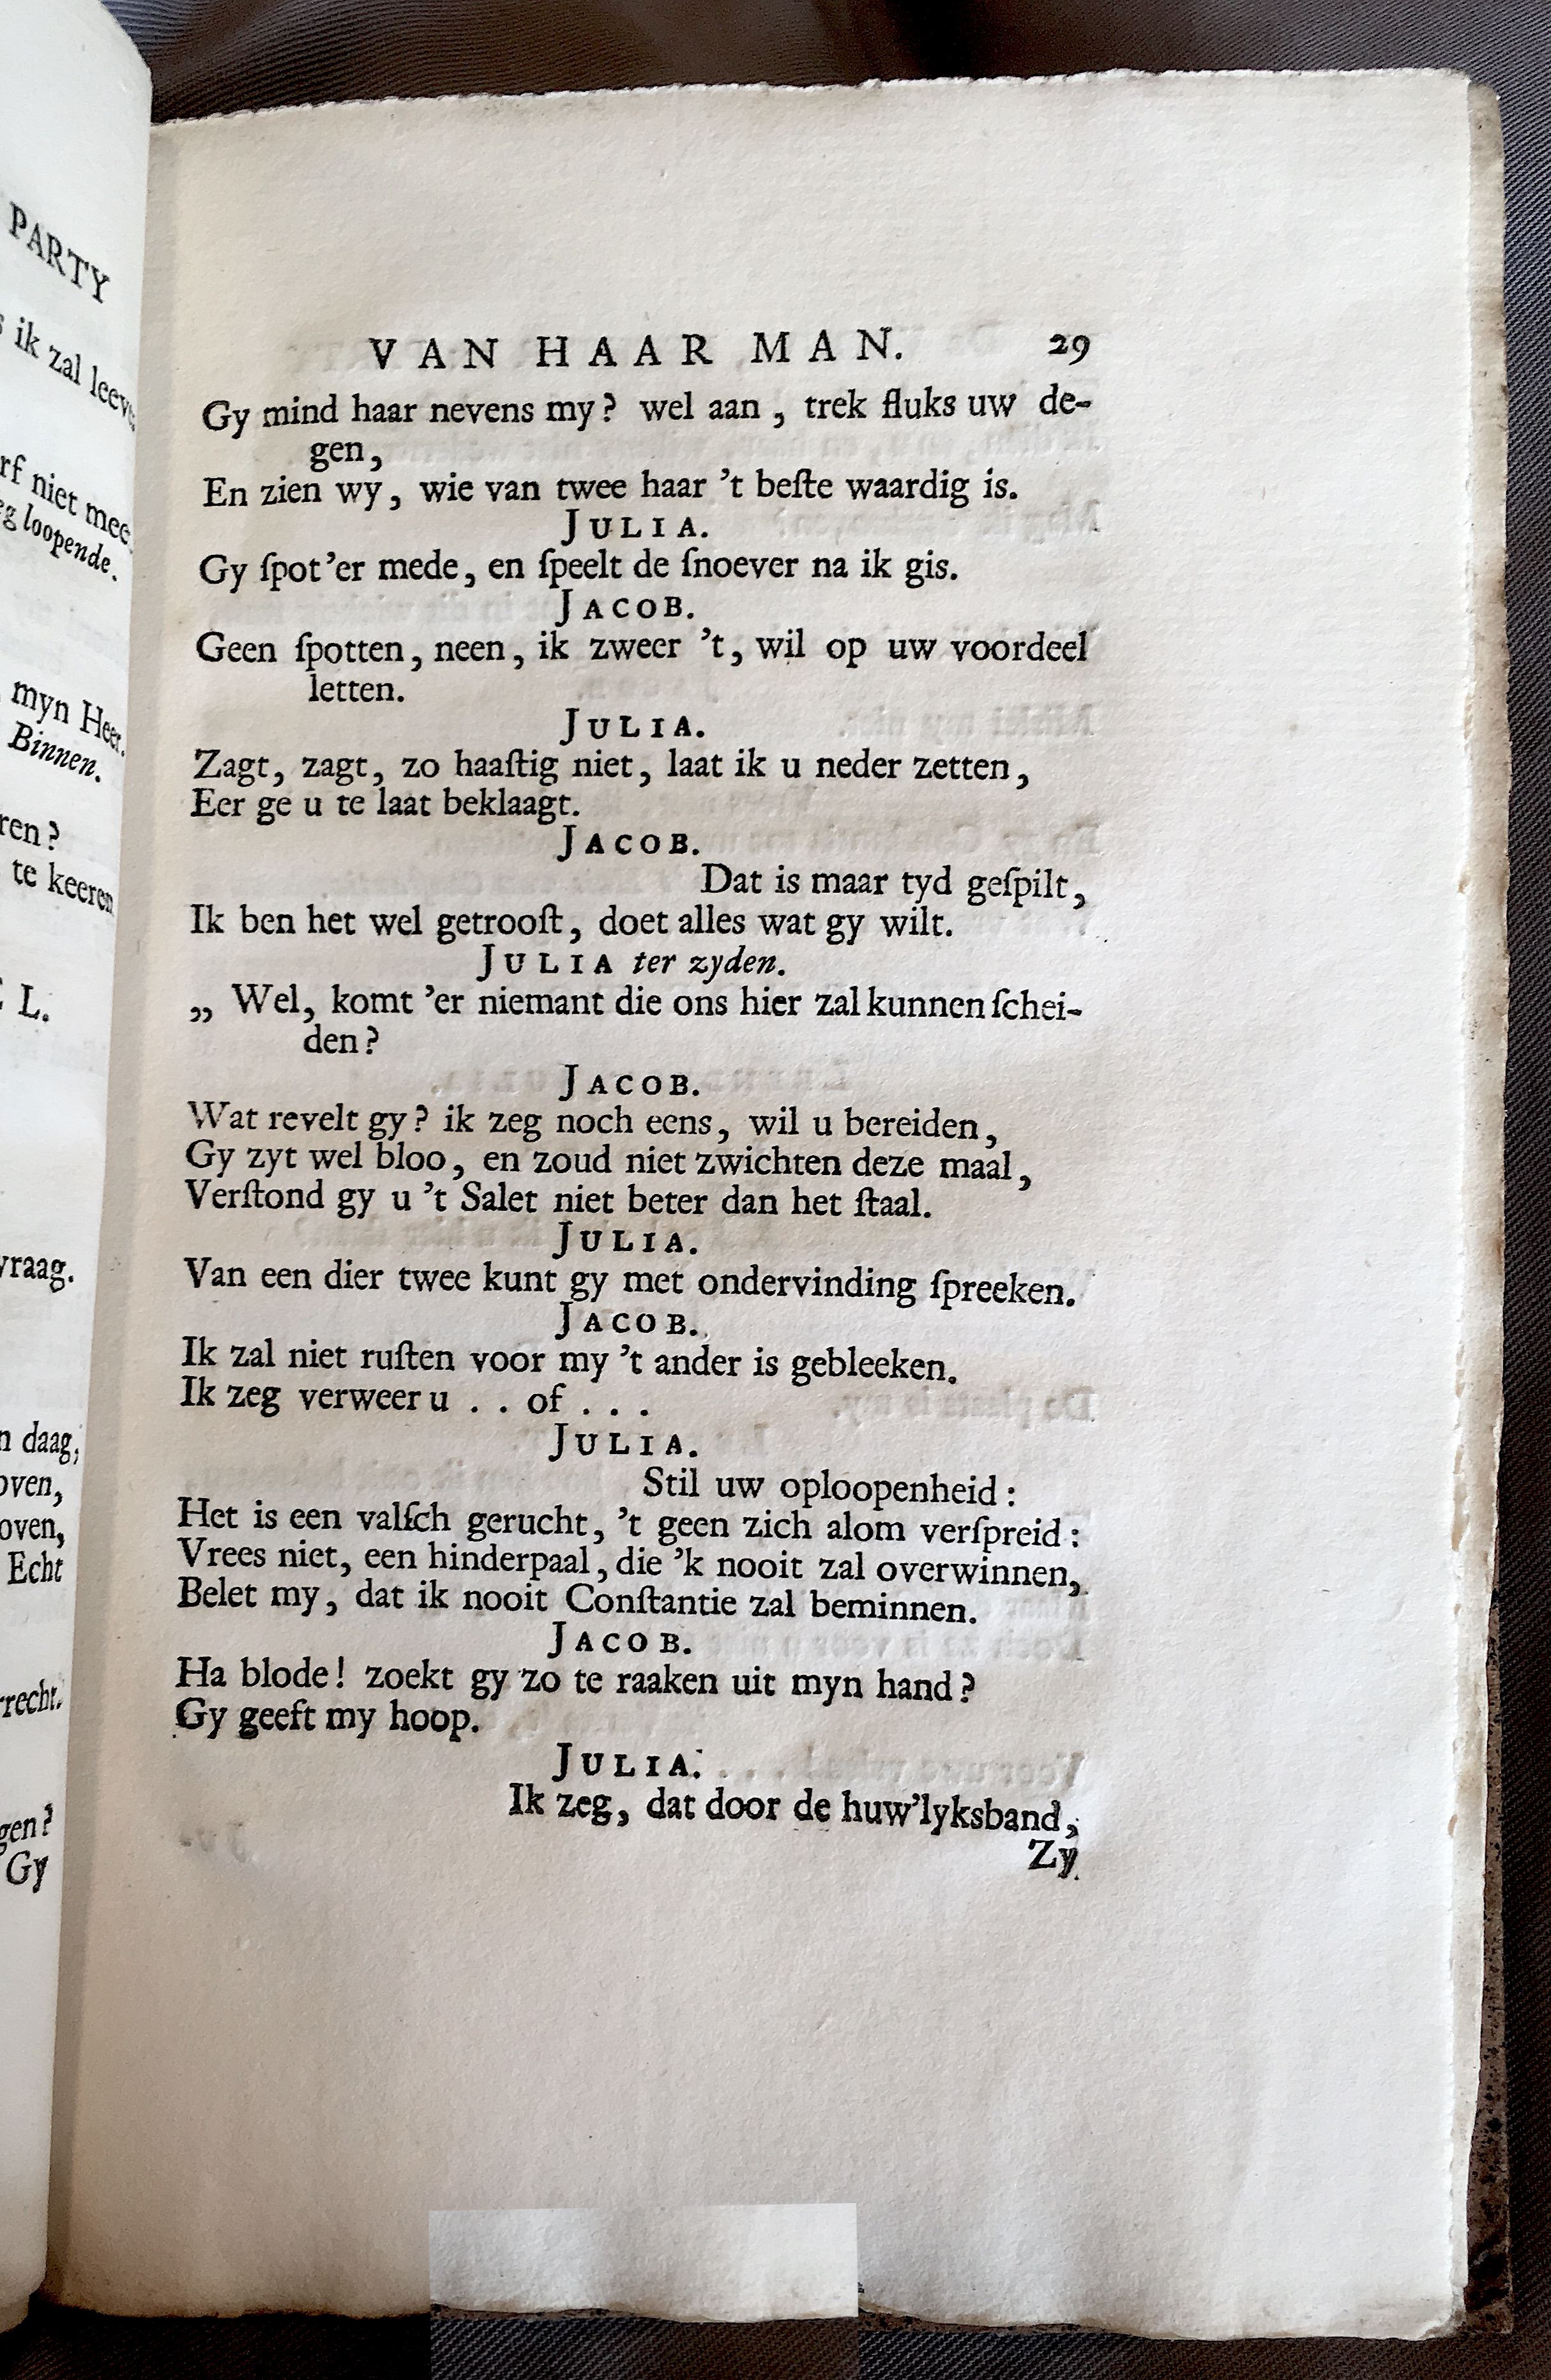 PARTY
ik zal leeve
rf niet mee.
eg loopende.
myn Heer.
Binnen.
ren?
te keeren
L.
vraag.
n daag,
oven,
oven,
Echt
recht.
gen?
Gy
VAN HAAR MAN. 29
Gy mind haar nevens my? wel aan, trek fluks uw de-
gen,
En zien wy, wie van twee haar 't beſte waardig is.
JULIA.
Gy ſpot'er mede, en ſpeelt de ſnoever na ik gis.
JACOB.
Geen ſpotten, neen, ik zweer 't, wil op uw voordeel
letten.
JULIA.
Zagt, zagt, zo haaſtig niet, laat ik u neder zetten,
Eer ge u te laat beklaagt.
JACOB.
Dat is maar tyd geſpilt,
Ik ben het wel getrooſt, doet alles wat gy wilt.
JULIA ter zyden.
„ Wel, komt 'er niemant die ons hier zal kunnen ſchei-
den?
JACOB.
Wat revelt gy? ik zeg noch eens, wil u bereiden,
Gy zyt wel bloo, en zoud niet zwichten deze maal,
Verſtond gy u 't Salet niet beter dan het ſtaal.
JULIA.
Van een dier twee kunt gy met ondervinding ſpreeken.
JACOB.
Ik zal niet ruſten voor my 't ander is gebleeken.
Ik zeg verweer u . . of . . .
JULIA.
Stil uw oploopenheid:
Het is een valſch gerucht, 't geen zich alom verſpreid:
Vrees niet, een hinderpaal, die 'k nooit zal overwinnen,
Belet my, dat ik nooit Conſtantie zal beminnen.
JACOB.
Ha blode! zoekt gy zo te raaken uit myn hand?
Gy geeft my hoop.
JULIA.
Ik zeg, dat door de huw'lyksband,
Zy